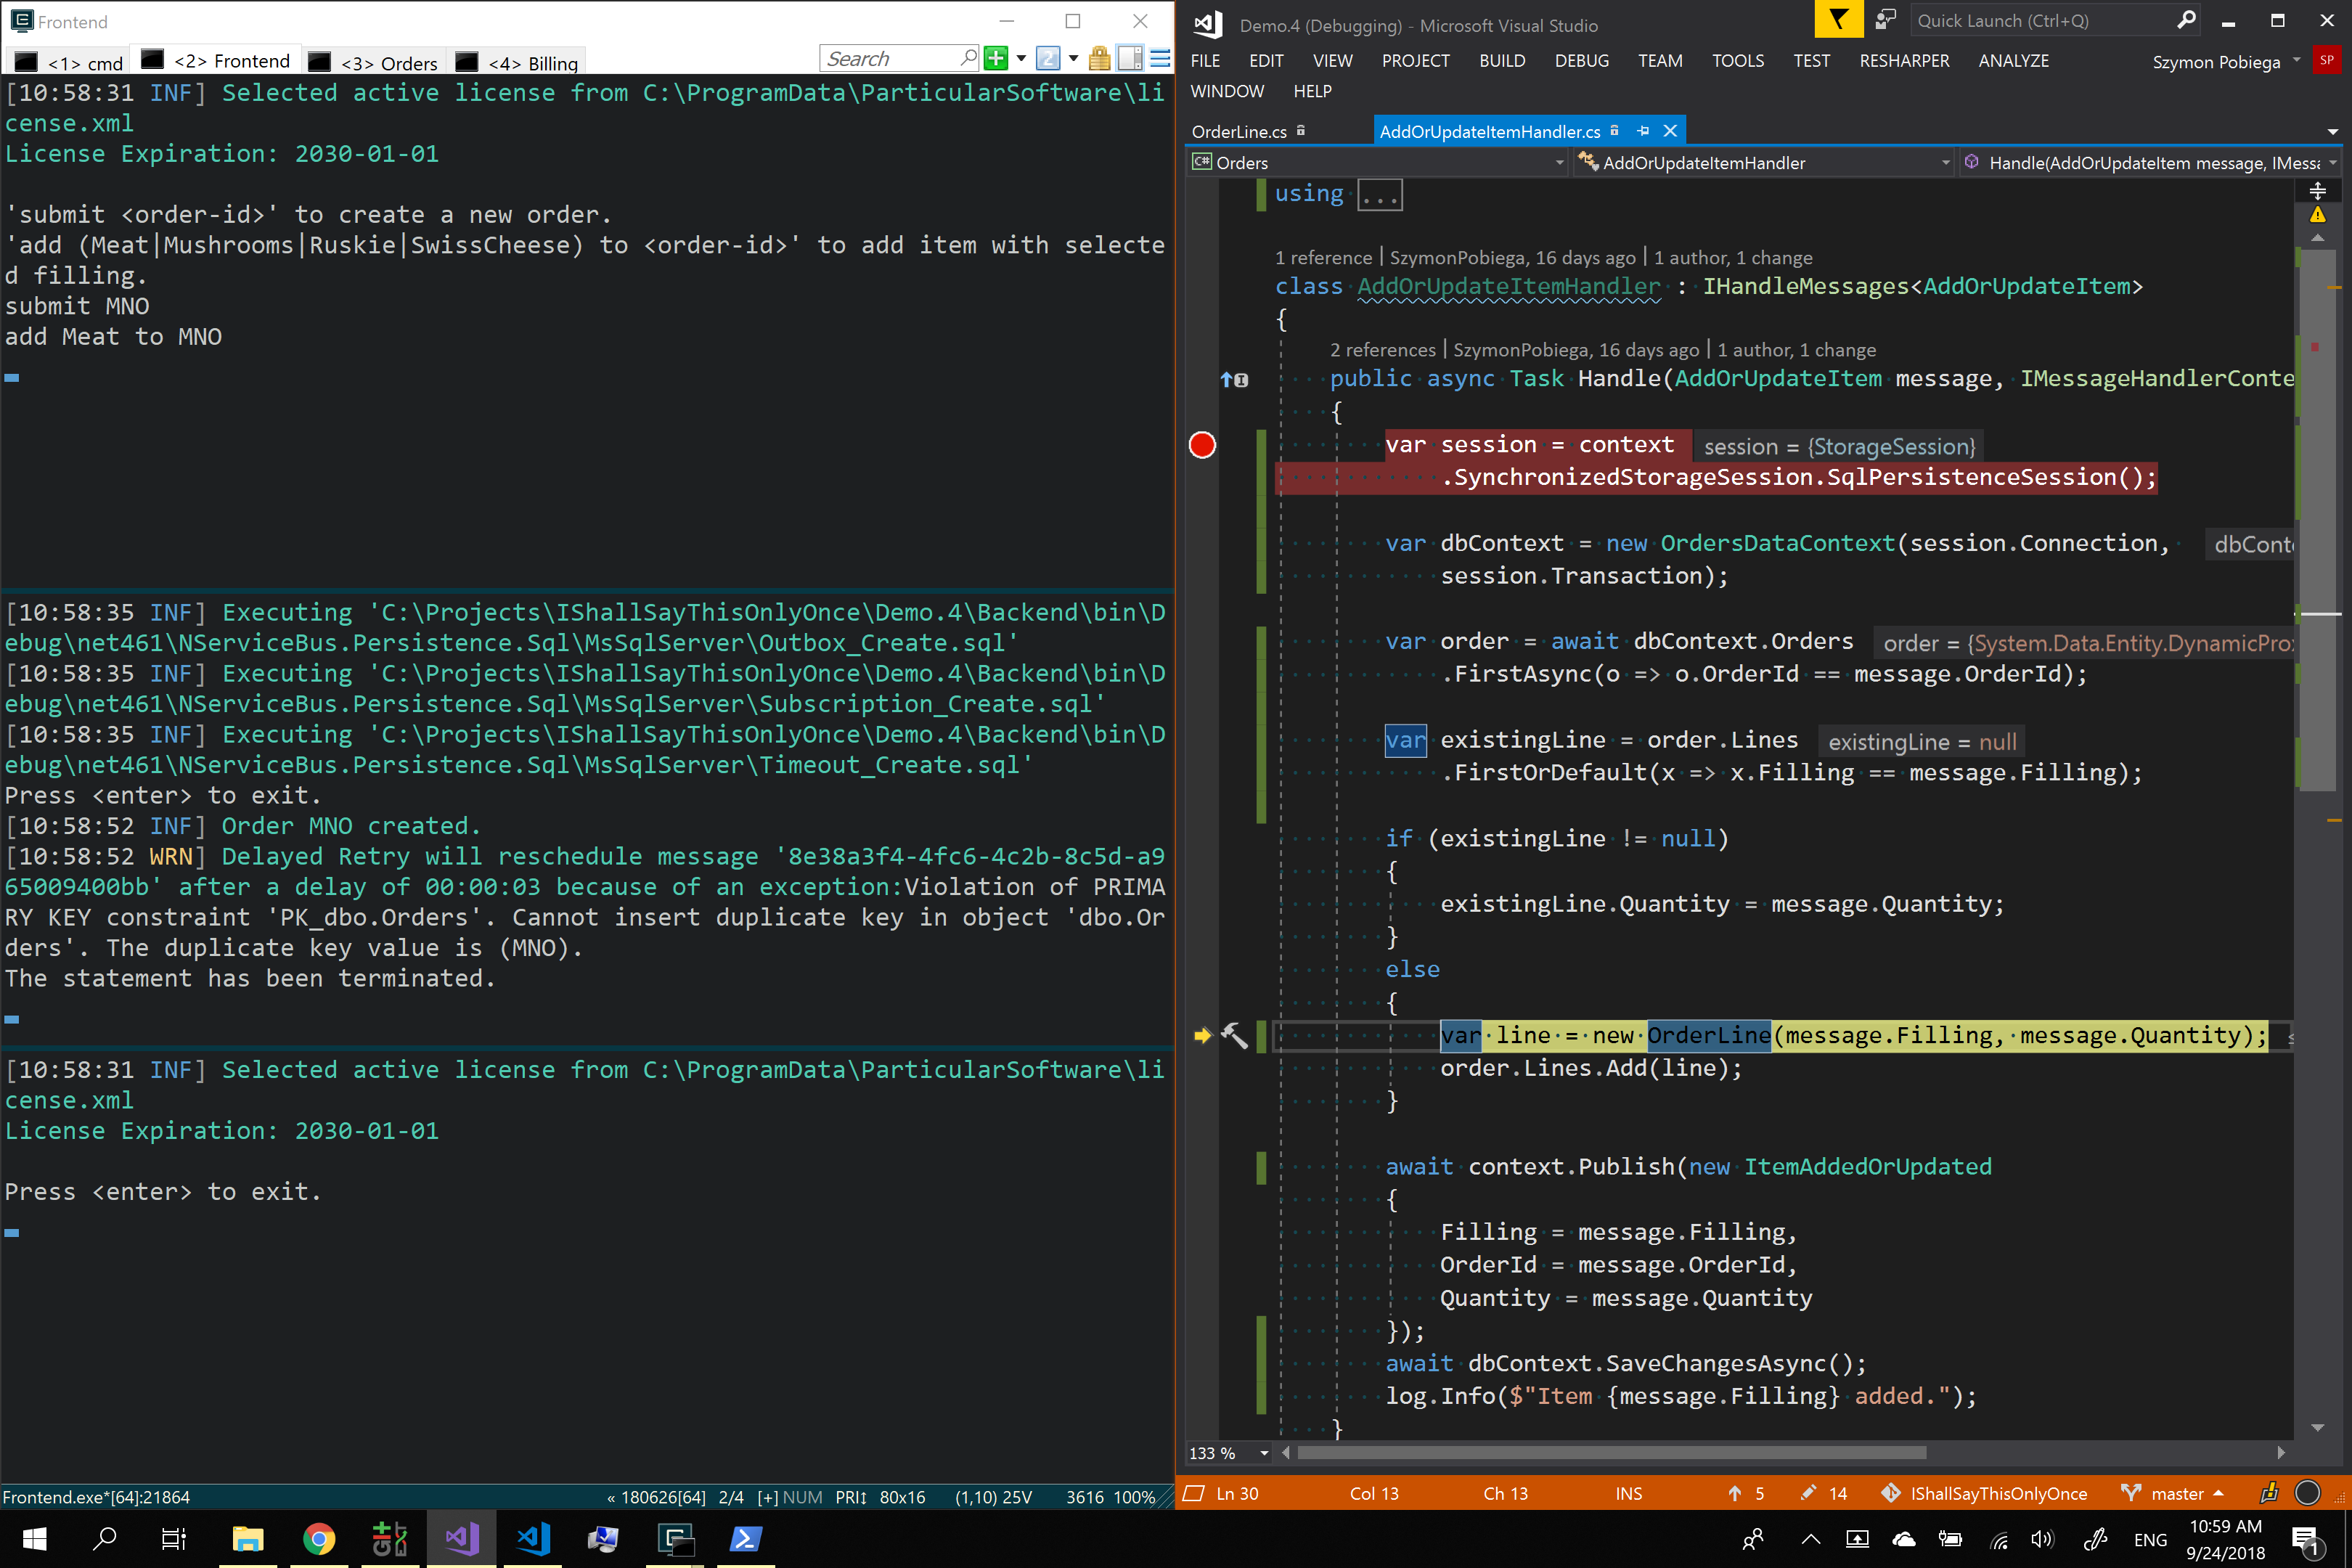 Frontend
<1> cmd
<2> Frontend
<3> Orders
<4> Billing
Search
[10:58:31 INF] Selected active license from C:\ProgramData\ParticularSoftware\li
cense.xml
License Expiration: 2030-01-01
'submit <order-id>' to create a new order.
'add (Meat|Mushrooms|Ruskie|SwissCheese) to <order-id>' to add item with selecte
d filling.
submit MNO
add Meat to MNO
[10:58:35 INF] Executing 'C:\Projects\IShallSayThisOnlyOnce\Demo.4\Backend\bin\D
ebug\net461\NServiceBus.Persistence.Sql\MsSqlServer\Outbox_Create.sql'
[10:58:35 INF] Executing 'C:\Projects\IShallSayThisOnlyOnce\Demo.4\Backend\bin\D
ebug\net461\NServiceBus.Persistence.Sql\MsSqlServer\Subscription_Create.sql'
[10:58:35 INF] Executing 'C:\Projects\IShallSayThisOnlyOnce\Demo.4\Backend\bin\D
ebug\net461\NServiceBus.Persistence.Sql\MsSqlServer\Timeout_Create.sql'
Press <enter> to exit.
[10:58:52 INF] Order MNO created.
[10:58:52 WRN] Delayed Retry will reschedule message '8e38a3f4-4fc6-4c2b-8c5d-a9
65009400bb' after a delay of 00:00:03 because of an exception:Violation of PRIMA
RY KEY constraint 'PK_dbo.Orders'. Cannot insert duplicate key in object 'dbo.Or
ders'. The duplicate key value is (MNO).
The statement has been terminated.
[10:58:31 INF] Selected active license from C:\ProgramData\ParticularSoftware\li
cense.xml
License Expiration: 2030-01-01
Press <enter> to exit.
Frontend.exe*[64]:21864
« 180626[64] 2/4 [+] NUM PRI↕ 80x16 (1,10) 25V 3616 100%
Demo.4 (Debugging) - Microsoft Visual Studio
Quick Launch (Ctrl+Q)
FILE EDIT VIEW PROJECT BUILD DEBUG TEAM TOOLS TEST RESHARPER ANALYZE
Szymon Pobiega SP
WINDOW HELP
OrderLine.cs
AddOrUpdateItemHandler.cs
C# Orders
AddOrUpdateItemHandler
Handle(AddOrUpdateItem message, IMessa
using ...
1 reference | SzymonPobiega, 16 days ago | 1 author, 1 change
class AddOrUpdateItemHandler : IHandleMessages<AddOrUpdateItem>
{
2 references | SzymonPobiega, 16 days ago | 1 author, 1 change
public async Task Handle(AddOrUpdateItem message, IMessageHandlerConte
{
var session = context session = {StorageSession}
.SynchronizedStorageSession.SqlPersistenceSession();
var dbContext = new OrdersDataContext(session.Connection, dbConte
session.Transaction);
var order = await dbContext.Orders order = {System.Data.Entity.DynamicProx
.FirstAsync(o => o.OrderId == message.OrderId);
var existingLine = order.Lines existingLine = null
.FirstOrDefault(x => x.Filling == message.Filling);
if (existingLine != null)
{
existingLine.Quantity = message.Quantity;
}
else
{
var line = new OrderLine(message.Filling, message.Quantity);
order.Lines.Add(line);
}
await context.Publish(new ItemAddedOrUpdated
{
Filling = message.Filling,
OrderId = message.OrderId,
Quantity = message.Quantity
});
await dbContext.SaveChangesAsync();
log.Info($"Item {message.Filling} added.");
}
133 %
Ln 30 Col 13 Ch 13 INS 5 14 IShallSayThisOnlyOnce master
ENG
10:59 AM
9/24/2018
1